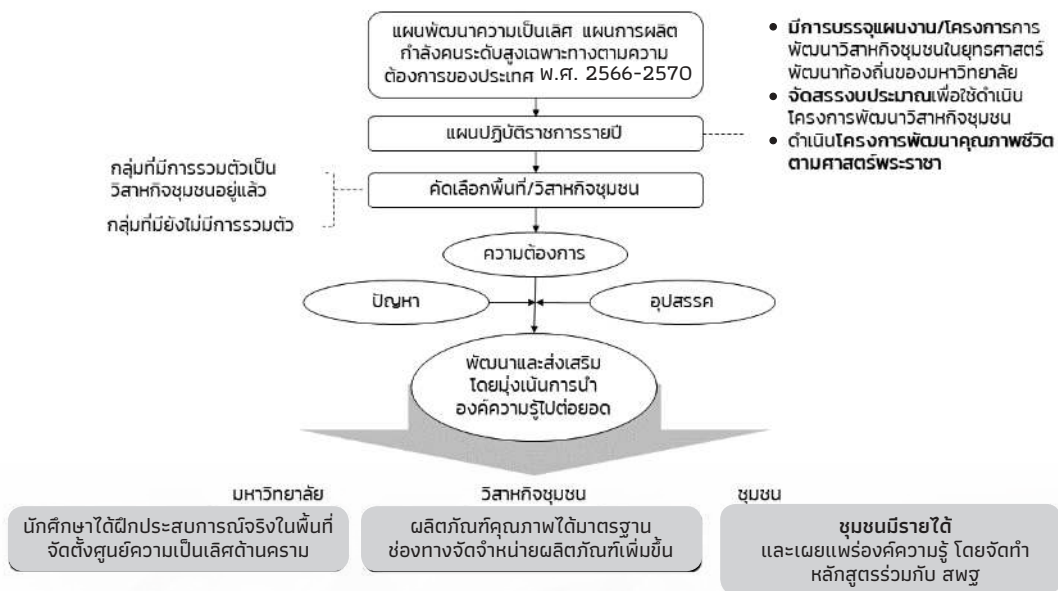 แผนพัฒนาความเป็นเลิศ แผนการผลิต
กำลังคนระดับสูงเฉพาะทางตามความ
ต้องการของประเทศ พ.ศ. 2566-2570
• มีการบรรจุแผนงาน/โครงการการ
พัฒนาวิสาหกิจชุมชนในยุทธศาสตร์
พัฒนาท้องถิ่นของมหาวิทยาลัย
• จัดสรรงบประมาณเพื่อใช้ดำเนิน
โครงการพัฒนาวิสาหกิจชุมชน
• ดำเนินโครงการพัฒนาคุณภาพชีวิต
ตามศาสตร์พระราชา
แผนปฏิบัติราชการรายปี
กลุ่มที่มีการรวมตัวเป็น
วิสาหกิจชุมชนอยู่แล้ว
กลุ่มที่มียังไม่มีการรวมตัว
คัดเลือกพื้นที่/วิสาหกิจชุมชน
ความต้องการ
ปัญหา
อุปสรรค
พัฒนาและส่งเสริม
โดยมุ่งเน้นการนำ
องค์ความรู้ไปต่อยอด
มหาวิทยาลัย
นักศึกษาได้ฝึกประสบการณ์จริงในพื้นที่
จัดตั้งศูนย์ความเป็นเลิศด้านคราม
วิสาหกิจชุมชน
ผลิตภัณฑ์คุณภาพได้มาตรฐาน
ช่องทางจัดจำหน่ายผลิตภัณฑ์เพิ่มขึ้น
ชุมชน
ชุมชนมีรายได้
และเผยแพร่องค์ความรู้ โดยจัดทำ
หลักสูตรร่วมกับ สพฐ